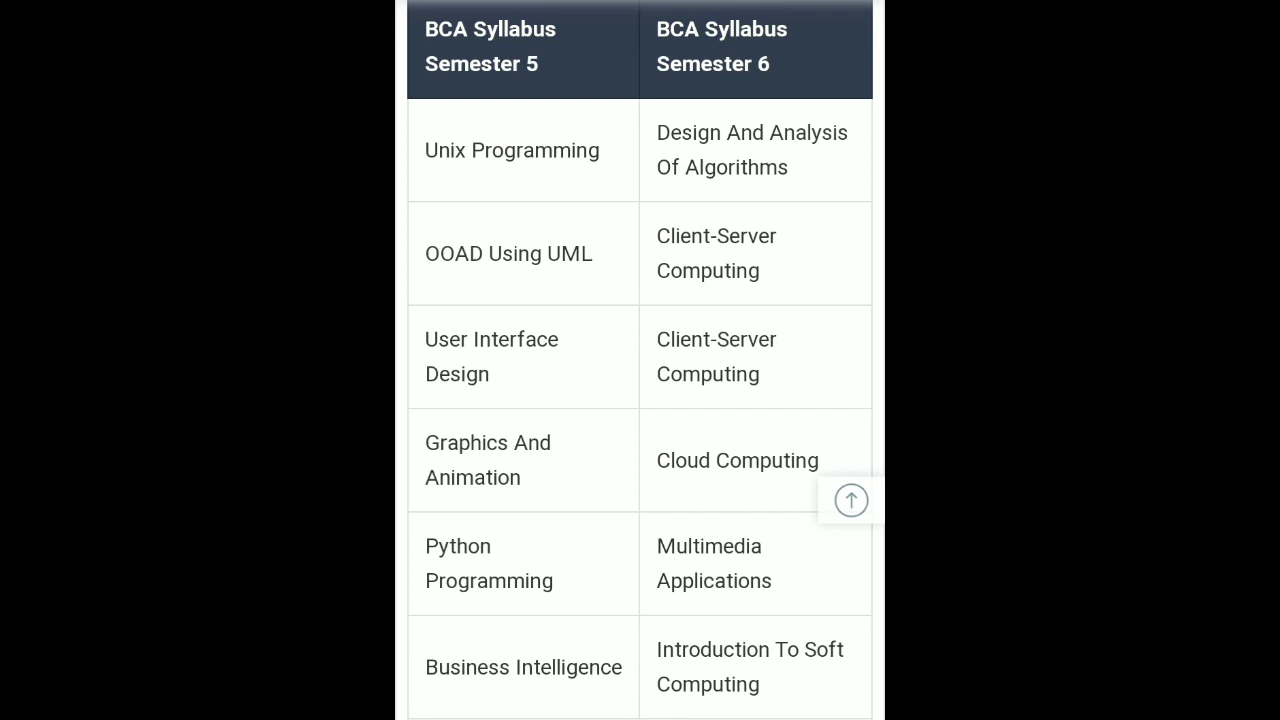 BCA Syllabus
Semester 5
BCA Syllabus
Semester 6
Unix Programming
Design And Analysis
Of Algorithms
OOAD Using UML
Client-Server
Computing
User Interface
Design
Client-Server
Computing
Graphics And
Animation
Cloud Computing
Python
Programming
Multimedia
Applications
Business Intelligence
Introduction To Soft
Computing